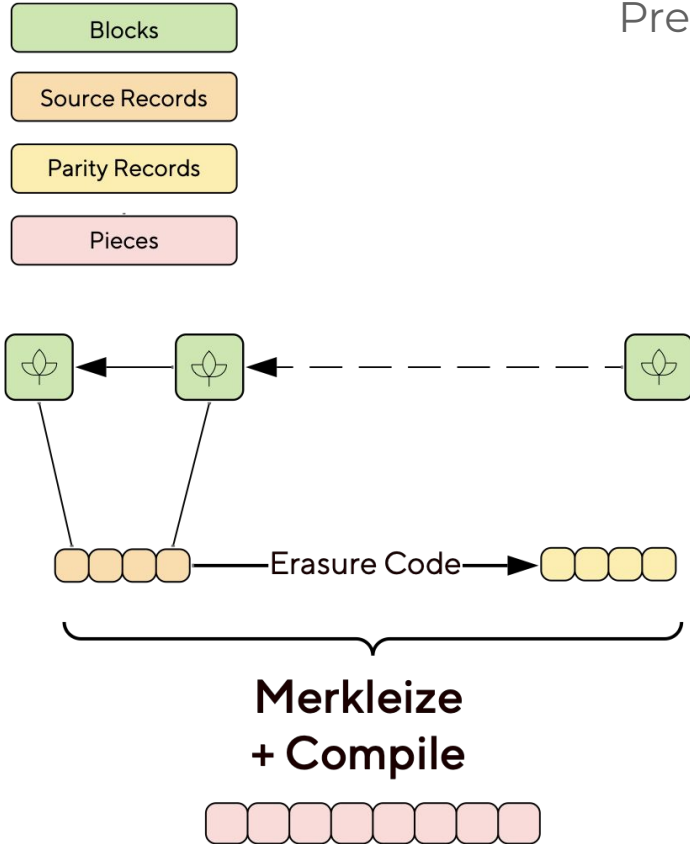 Pre
Blocks
Source Records
Parity Records
Pieces
Erasure Code
Merkleize
+ Compile